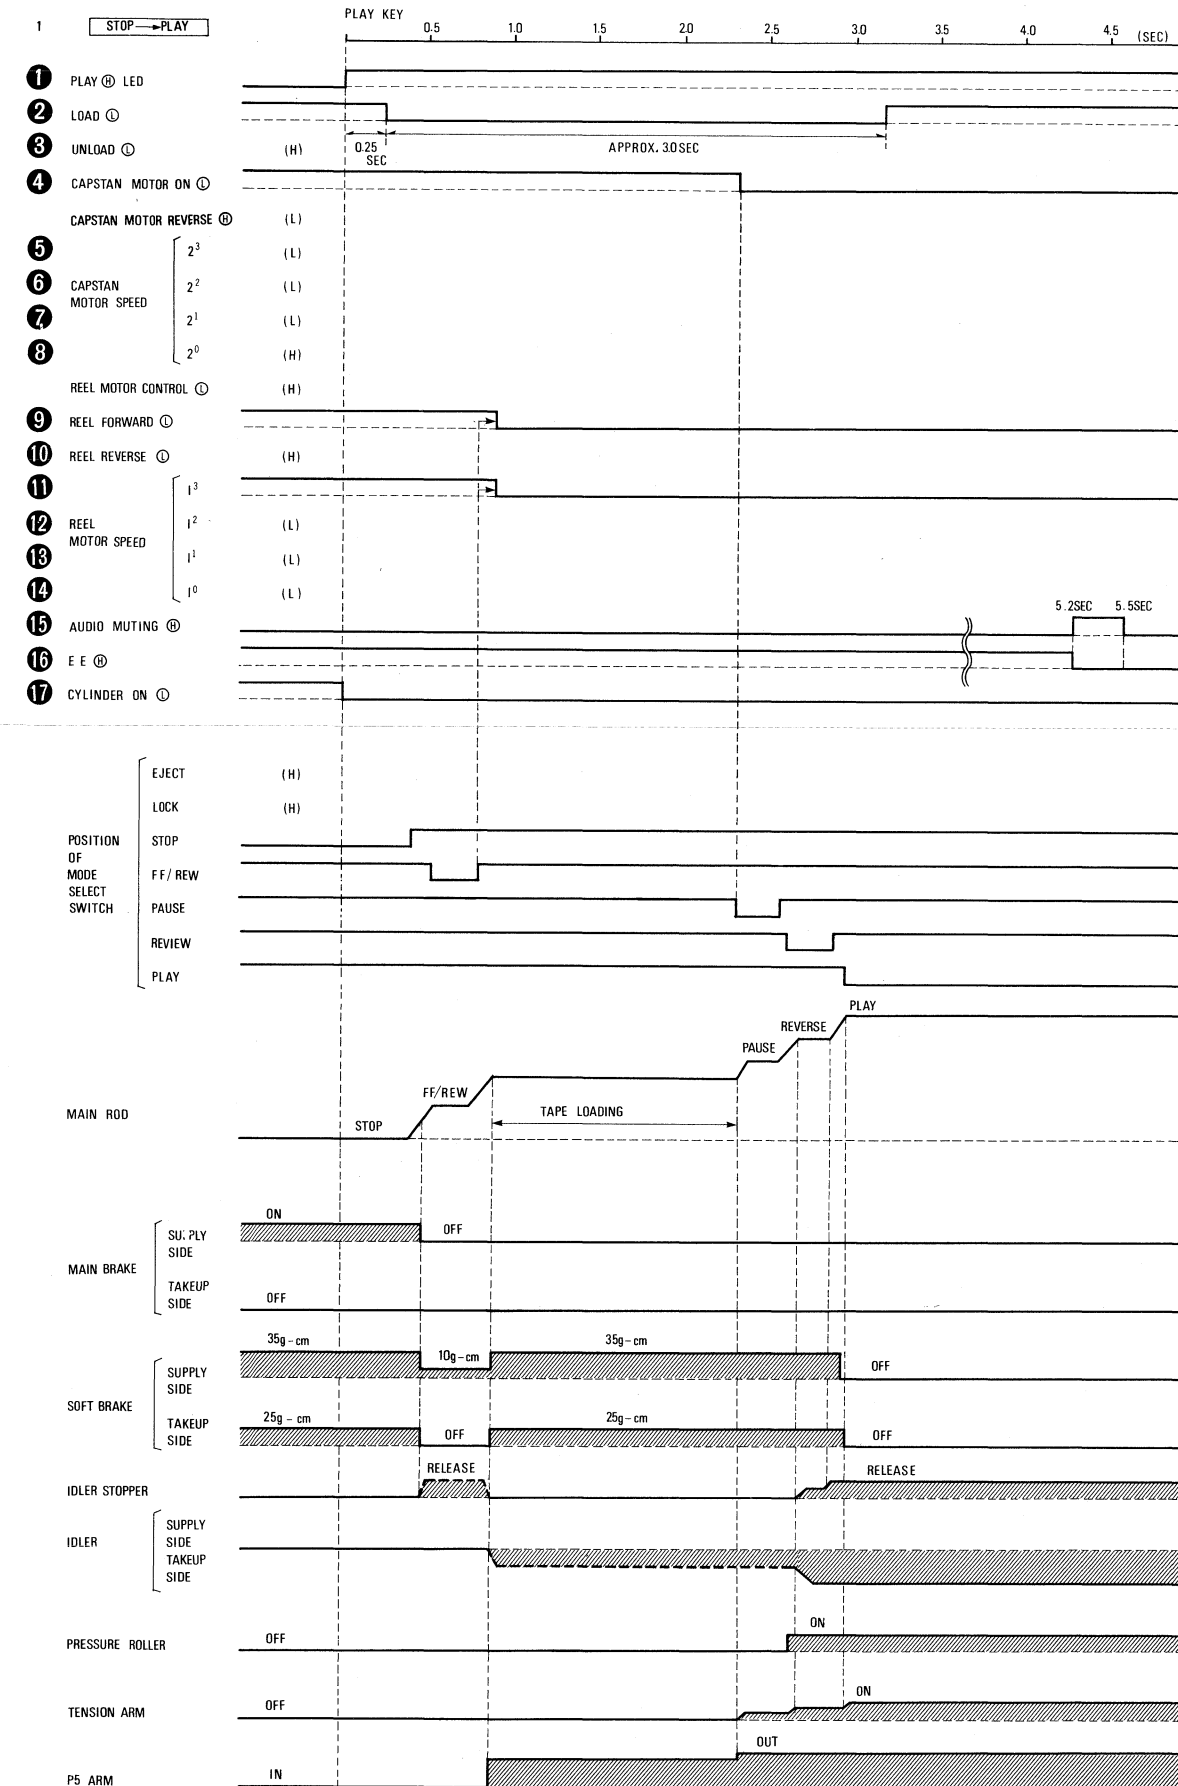 PLAY KEY
1 STOP→PLAY
0.5 1.0 1.5 2.0 2.5 3.0 3.5 4.0 4.5 (SEC)
1 PLAY Ⓗ LED
2 LOAD Ⓛ
0.25 SEC
APPROX. 3.0SEC
3 UNLOAD Ⓛ (H)
4 CAPSTAN MOTOR ON Ⓛ
CAPSTAN MOTOR REVERSE Ⓗ (L)
CAPSTAN MOTOR SPEED
5 2³ (L)
6 2² (L)
7 2¹ (L)
8 2⁰ (H)
REEL MOTOR CONTROL Ⓛ (H)
9 REEL FORWARD Ⓛ
10 REEL REVERSE Ⓛ (H)
REEL MOTOR SPEED
11 1³
12 1² (L)
13 1¹ (L)
14 1⁰ (L)
5.2SEC 5.5SEC
15 AUDIO MUTING Ⓗ
16 E E Ⓗ
17 CYLINDER ON Ⓛ
POSITION OF MODE SELECT SWITCH
EJECT (H)
LOCK (H)
STOP
FF/REW
PAUSE
REVIEW
PLAY
MAIN ROD
STOP
FF/REW
TAPE LOADING
PAUSE
REVERSE
PLAY
MAIN BRAKE
SUPPLY SIDE
ON OFF
TAKEUP SIDE
OFF
SOFT BRAKE
SUPPLY SIDE
35g-cm 10g-cm 35g-cm OFF
TAKEUP SIDE
25g-cm OFF 25g-cm OFF
IDLER STOPPER
RELEASE RELEASE
IDLER
SUPPLY SIDE
TAKEUP SIDE
PRESSURE ROLLER
OFF ON
TENSION ARM
OFF ON
P5 ARM
IN OUT